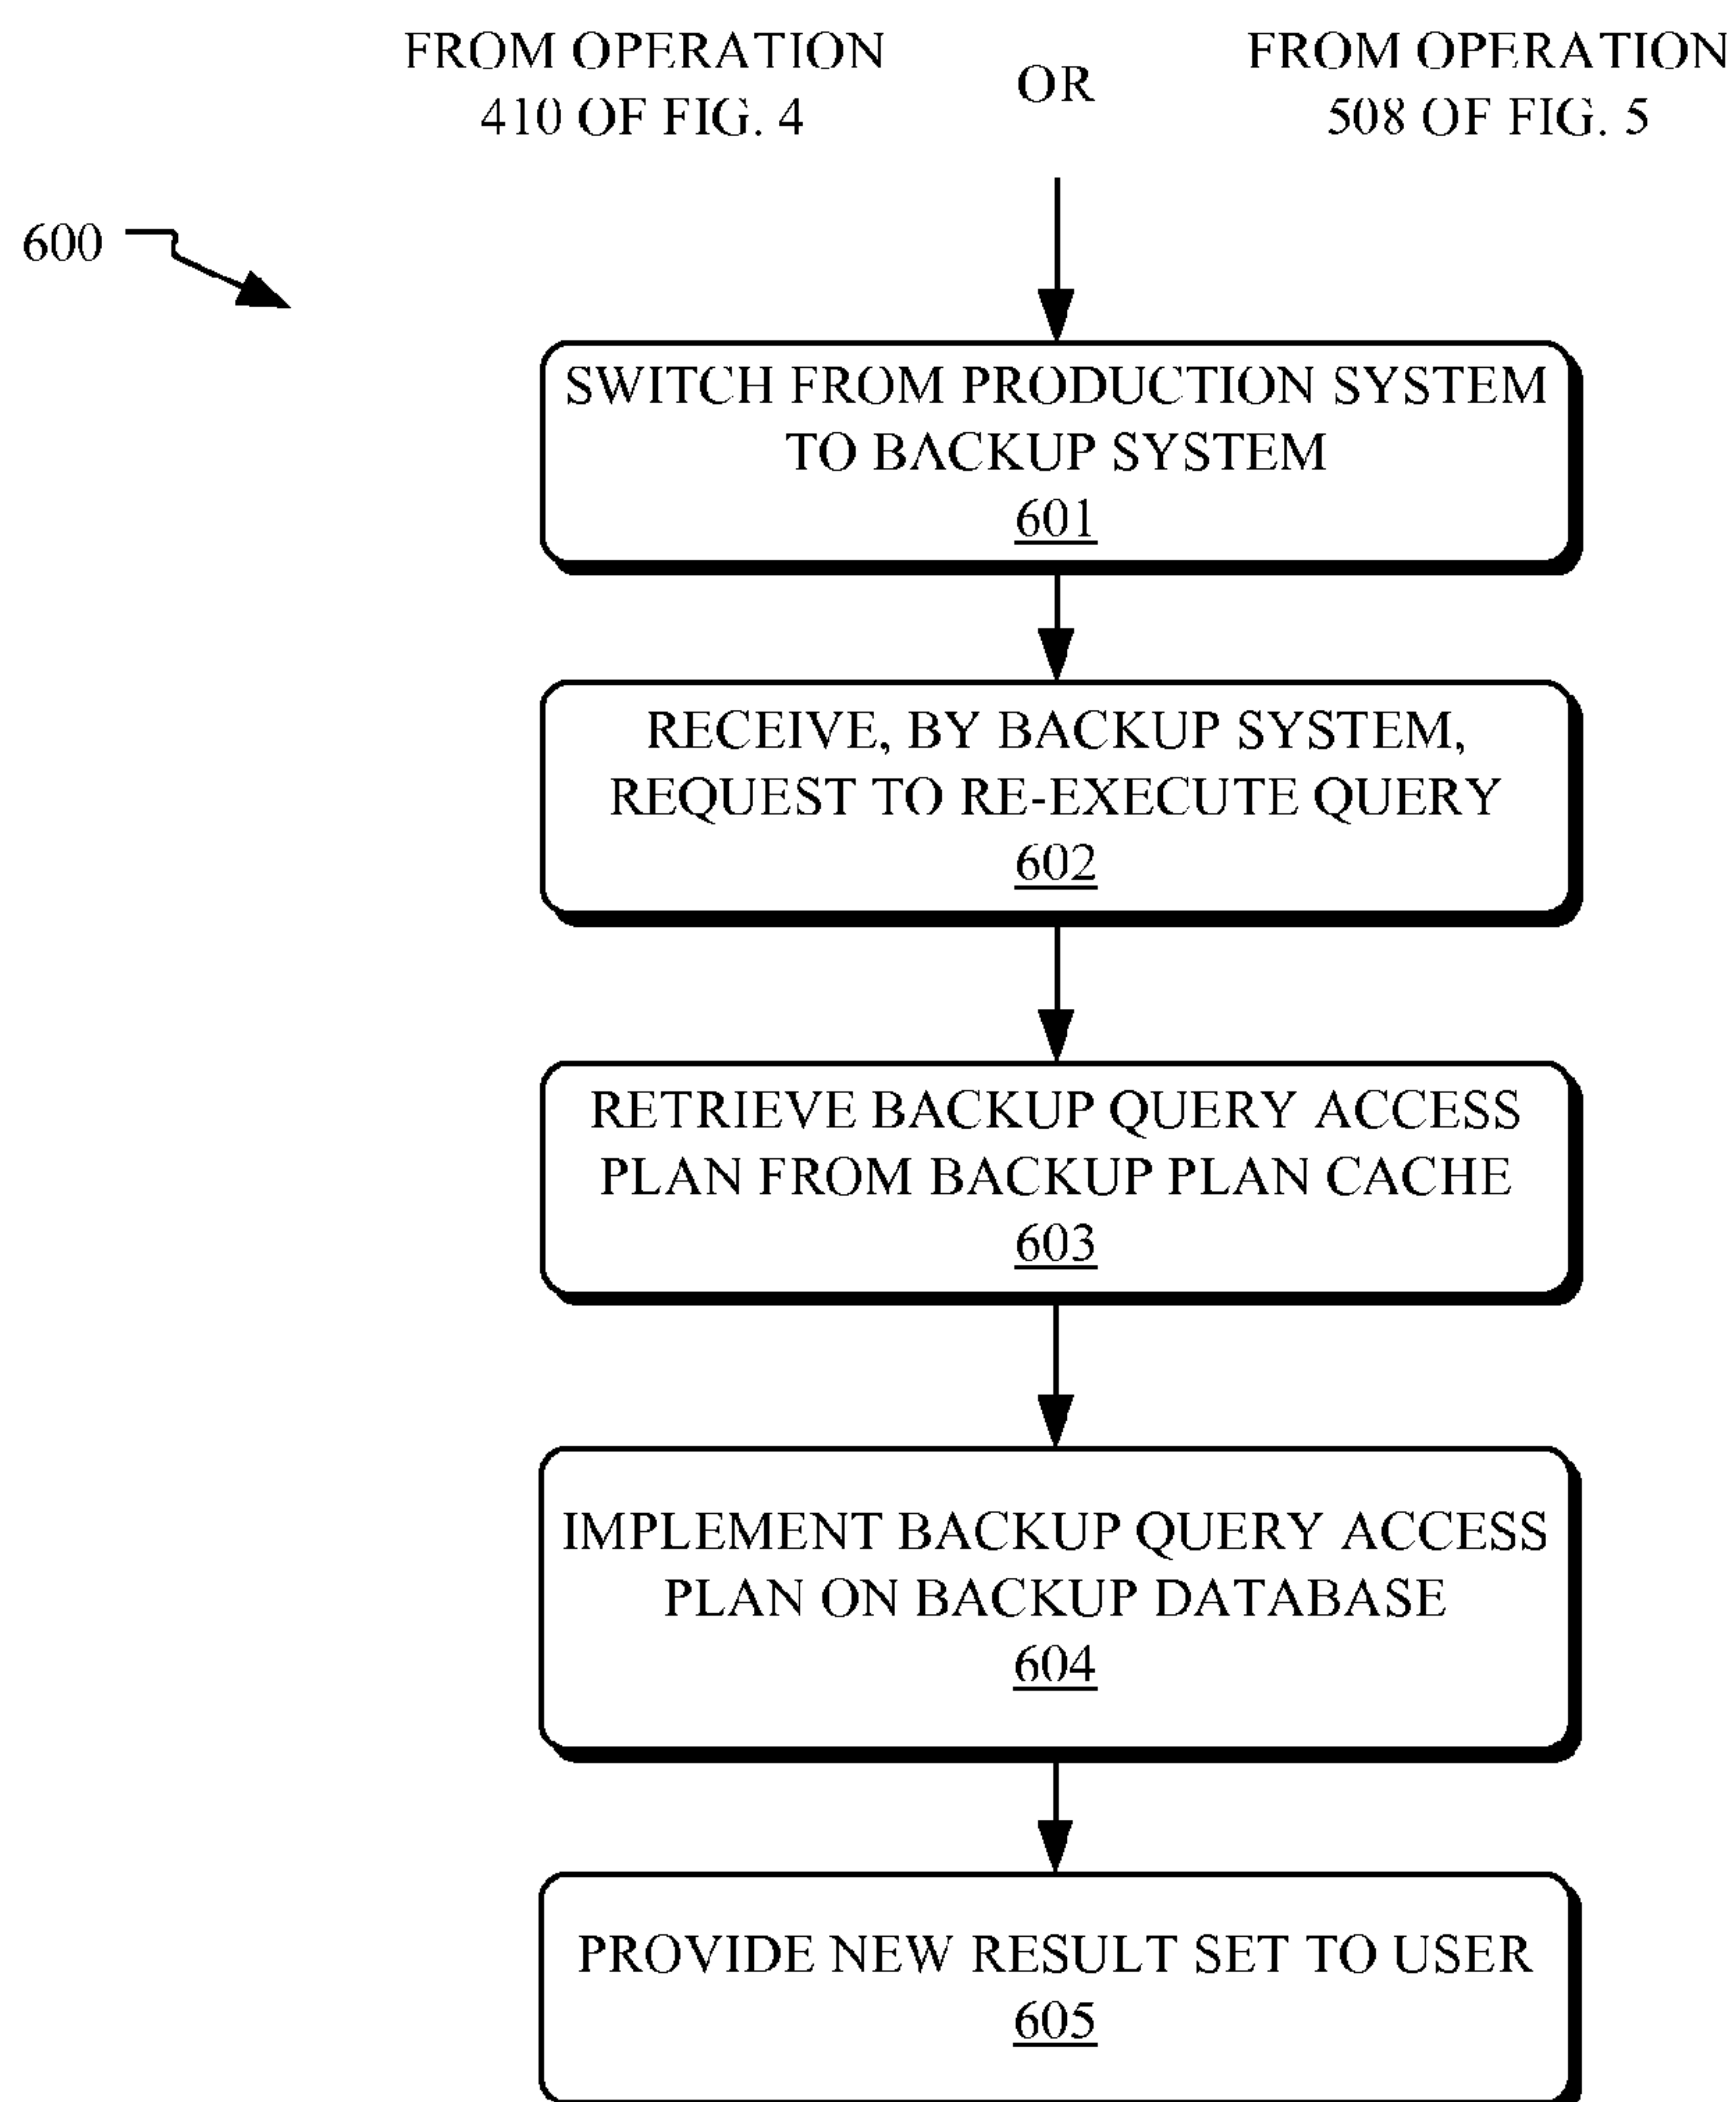 FROM OPERATION
410 OF FIG. 4
OR
FROM OPERATION
508 OF FIG. 5
600
SWITCH FROM PRODUCTION SYSTEM
TO BACKUP SYSTEM
601
RECEIVE, BY BACKUP SYSTEM,
REQUEST TO RE-EXECUTE QUERY
602
RETRIEVE BACKUP QUERY ACCESS
PLAN FROM BACKUP PLAN CACHE
603
IMPLEMENT BACKUP QUERY ACCESS
PLAN ON BACKUP DATABASE
604
PROVIDE NEW RESULT SET TO USER
605